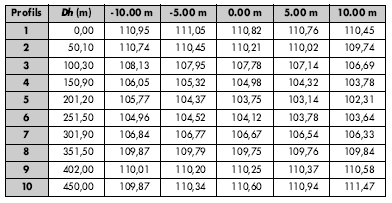 Profils Dh (m) -10.00 m -5.00 m 0.00 m 5.00 m 10.00 m
1 0,00 110,95 111,05 110,82 110,76 110,45
2 50,10 110,74 110,45 110,21 110,02 109,74
3 100,30 108,13 107,95 107,78 107,14 106,69
4 150,90 106,05 105,32 104,98 104,32 103,78
5 201,20 105,77 104,37 103,75 103,14 102,31
6 251,50 104,96 104,52 104,12 103,78 103,64
7 301,90 106,84 106,77 106,67 106,54 106,33
8 351,50 109,87 109,79 109,75 109,76 109,84
9 402,00 110,01 110,20 110,25 110,37 110,58
10 450,00 109,87 110,34 110,60 110,94 111,47